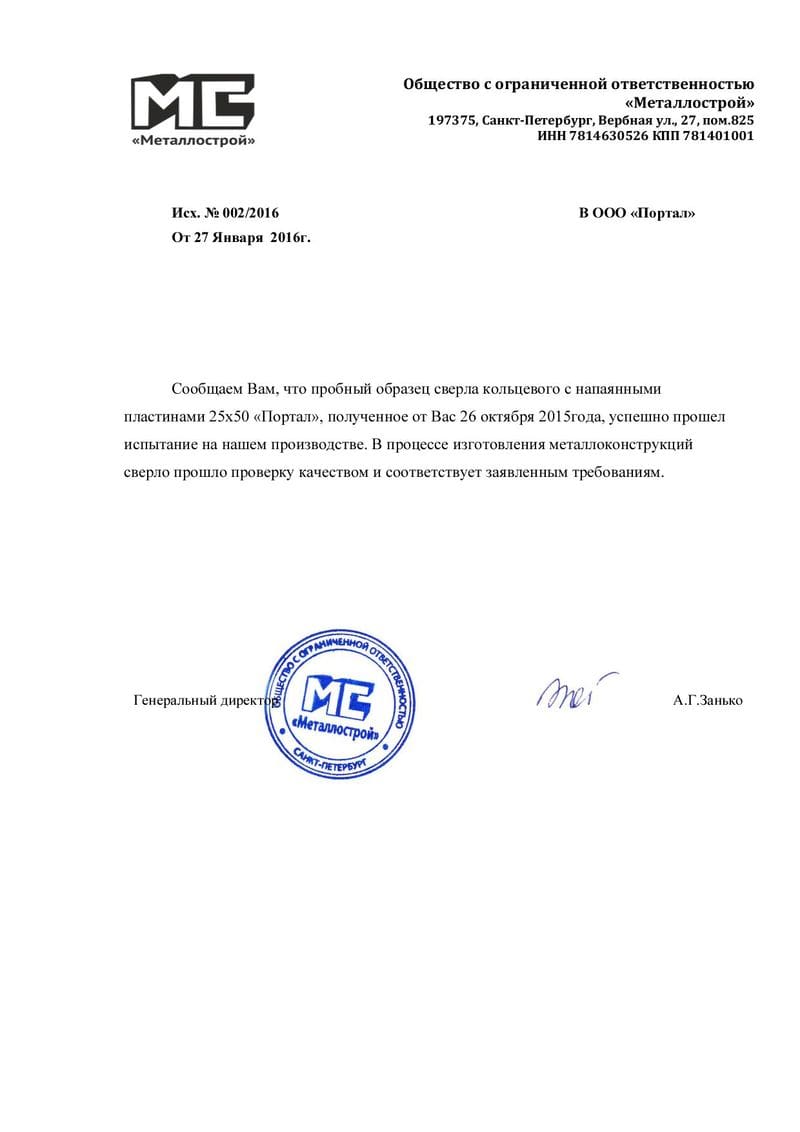 МС
«Металлострой»
Общество с ограниченной ответственностью
«Металлострой»
197375, Санкт-Петербург, Вербная ул., 27, пом.825
ИНН 7814630526 КПП 781401001
Исх. № 002/2016
В ООО «Портал»
От 27 Января 2016г.
Сообщаем Вам, что пробный образец сверла кольцевого с напаянными
пластинами 25х50 «Портал», полученное от Вас 26 октября 2015года, успешно прошел
испытание на нашем производстве. В процессе изготовления металлоконструкций
сверло прошло проверку качеством и соответствует заявленным требованиям.
Генеральный директор
ОБЩЕСТВО С ОГРАНИЧЕННОЙ ОТВЕТСТВЕННОСТЬЮ
МС
«Металлострой»
САНКТ-ПЕТЕРБУРГ
А.Г.Занько